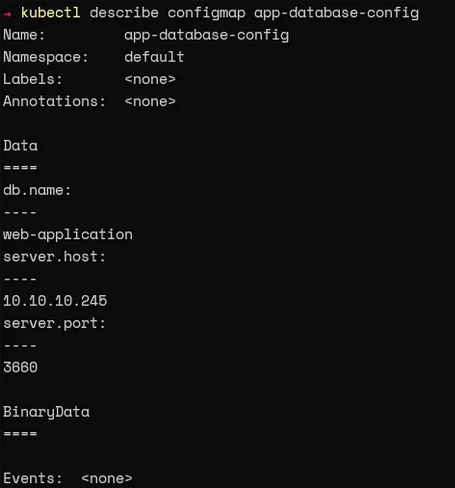 → kubectl describe configmap app-database-config
Name:         app-database-config
Namespace:    default
Labels:       <none>
Annotations:  <none>

Data
====
db.name:
----
web-application
server.host:
----
10.10.10.245
server.port:
----
3660

BinaryData
====

Events:  <none>